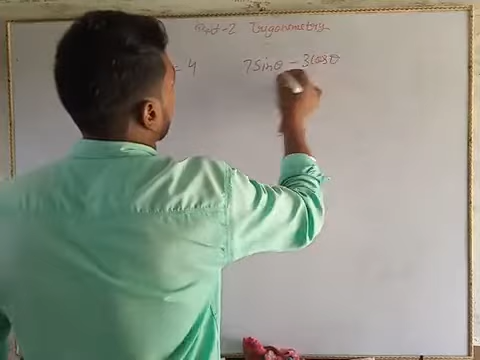 Part-2 Trigonometry
= 4 7Sinθ - 3Cosθ